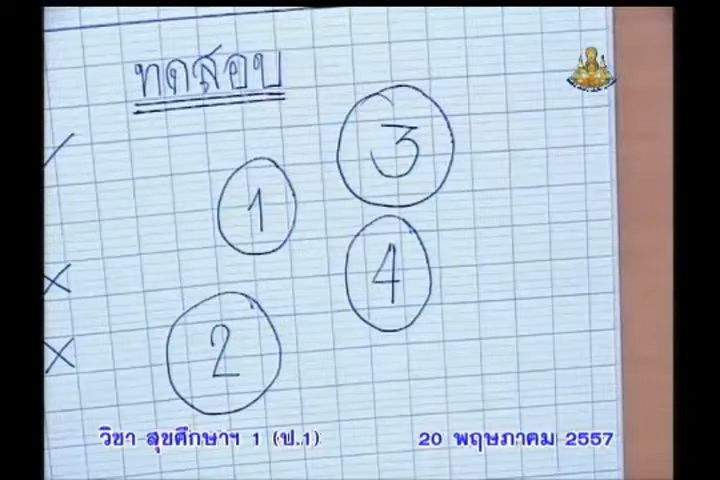 ทดสอบ
3
1
4
2
วิชา สุขศึกษาฯ 1 (ป.1)
20 พฤษภาคม 2557